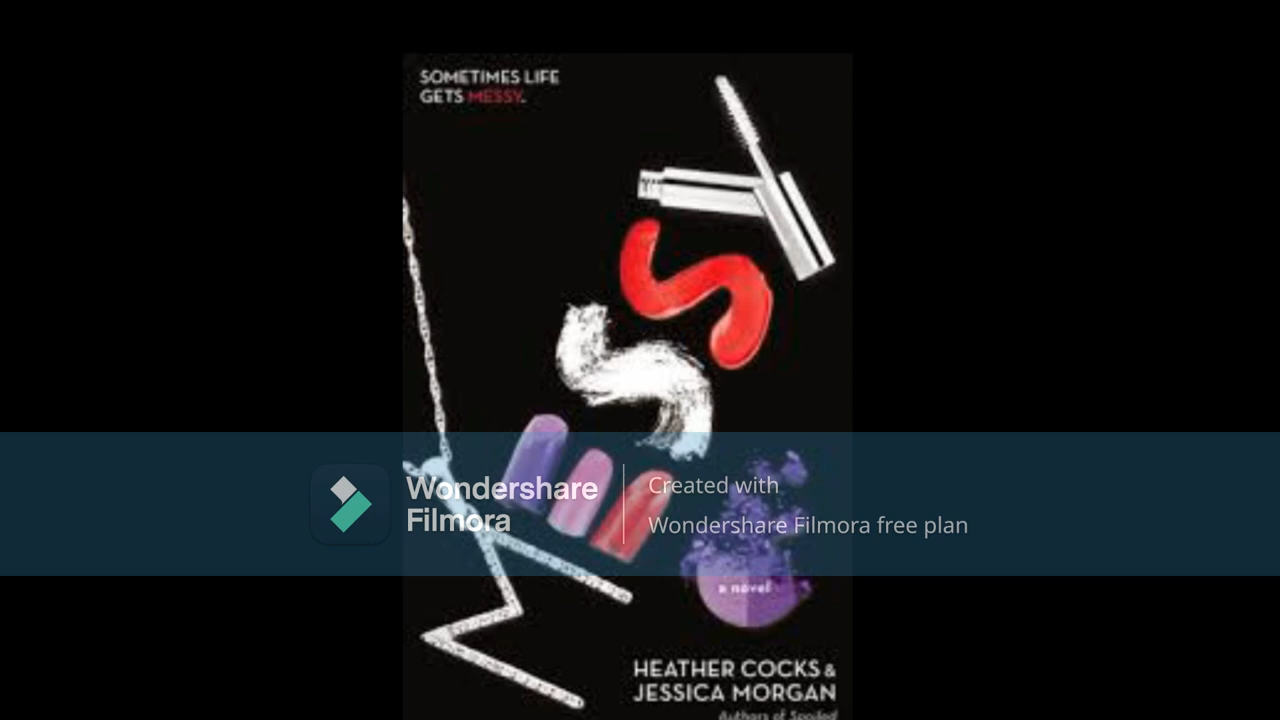 SOMETIMES LIFE
GETS MESSY.
MESSY
Wondershare
Filmora
Created with
Wondershare Filmora free plan
a novel
HEATHER COCKS &
JESSICA MORGAN
Authors of Spoiled